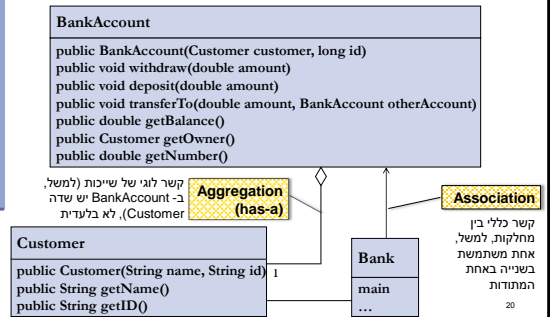 BankAccount
public BankAccount(Customer customer, long id)
public void withdraw(double amount)
public void deposit(double amount)
public void transferTo(double amount, BankAccount otherAccount)
public double getBalance()
public Customer getOwner()
public double getNumber()
קשר לוגי של שייכות (למשל,
ב- BankAccount יש שדה
Customer), לא בלעדית
Aggregation
(has-a)
Association
קשר כללי בין
מחלקות, למשל,
אחת משתמשת
בשנייה באחת
המתודות
Customer
public Customer(String name, String id)
public String getName()
public String getID()
1
Bank
main
…
20